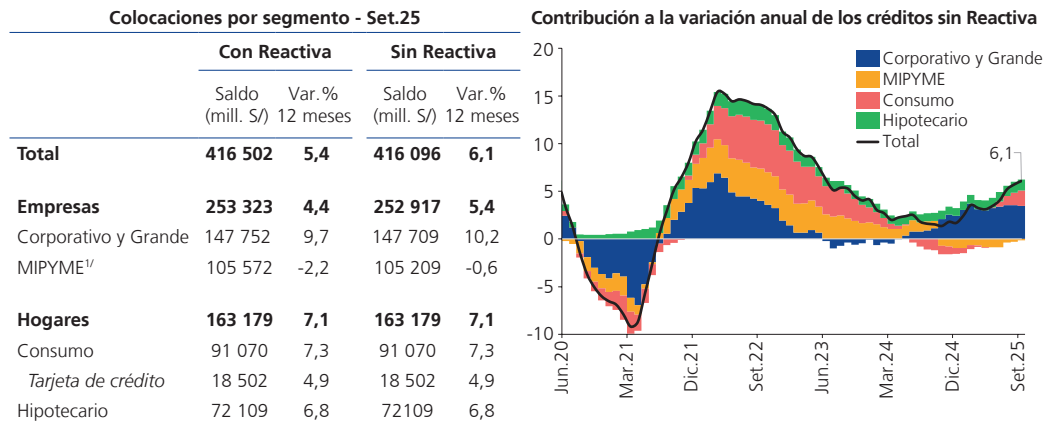 Colocaciones por segmento - Set.25
Con Reactiva Sin Reactiva
Saldo Var.% Saldo Var.%
(mill. S/) 12 meses (mill. S/) 12 meses
Total 416 502 5,4 416 096 6,1
Empresas 253 323 4,4 252 917 5,4
Corporativo y Grande 147 752 9,7 147 709 10,2
MIPYME1/ 105 572 -2,2 105 209 -0,6
Hogares 163 179 7,1 163 179 7,1
Consumo 91 070 7,3 91 070 7,3
Tarjeta de crédito 18 502 4,9 18 502 4,9
Hipotecario 72 109 6,8 72109 6,8
Contribución a la variación anual de los créditos sin Reactiva
20
15
10
5
0
-5
-10
Corporativo y Grande
MIPYME
Consumo
Hipotecario
Total
6,1
Jun.20
Mar.21
Dic.21
Set.22
Jun.23
Mar.24
Dic.24
Set.25